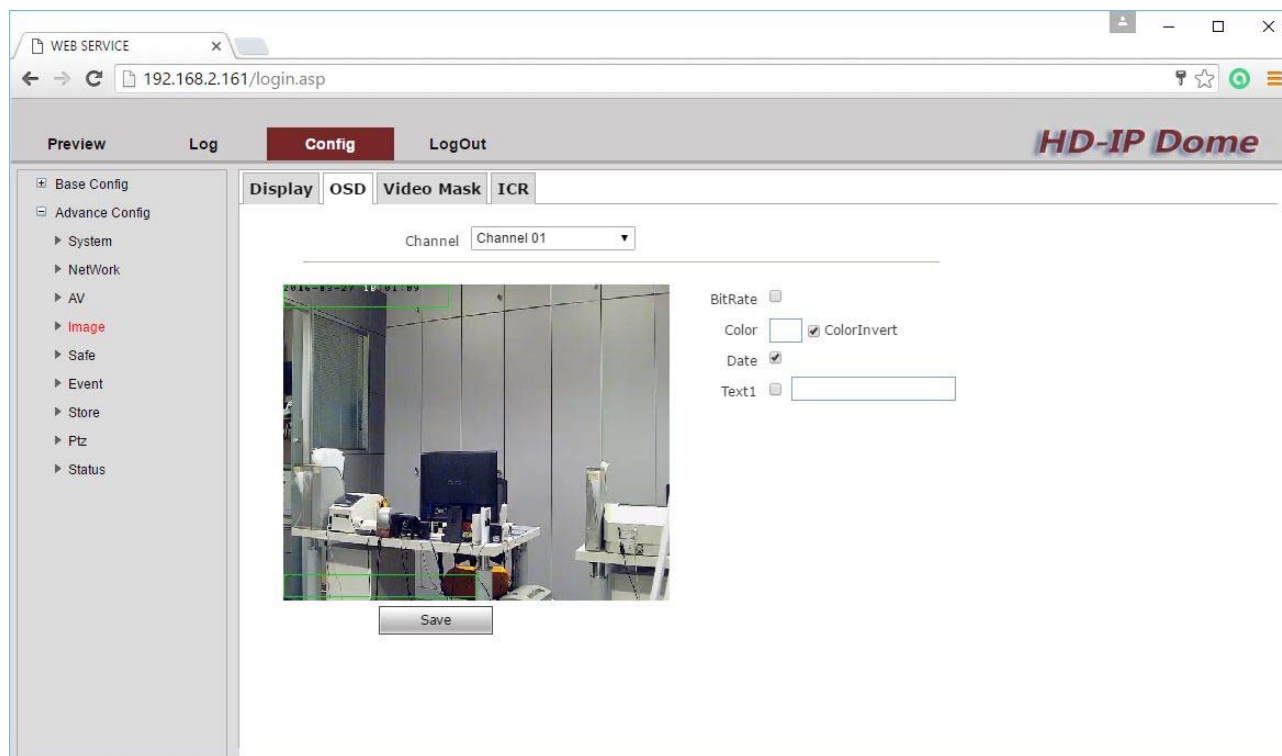 WEB SERVICE
192.168.2.161/login.asp
Preview Log Config LogOut HD-IP Dome
Base Config
Advance Config
System
NetWork
AV
Image
Safe
Event
Store
Ptz
Status
Display OSD Video Mask ICR
Channel Channel 01
BitRate
Color ColorInvert
Date
Text1
Save